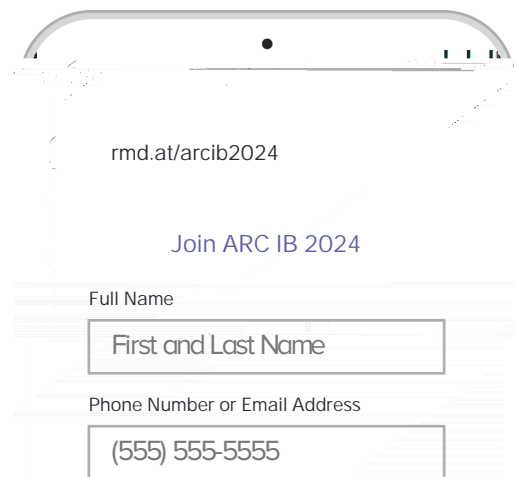 rmd.at/arcib2024
Join ARC IB 2024
Full Name
First and Last Name
Phone Number or Email Address
(555) 555-5555